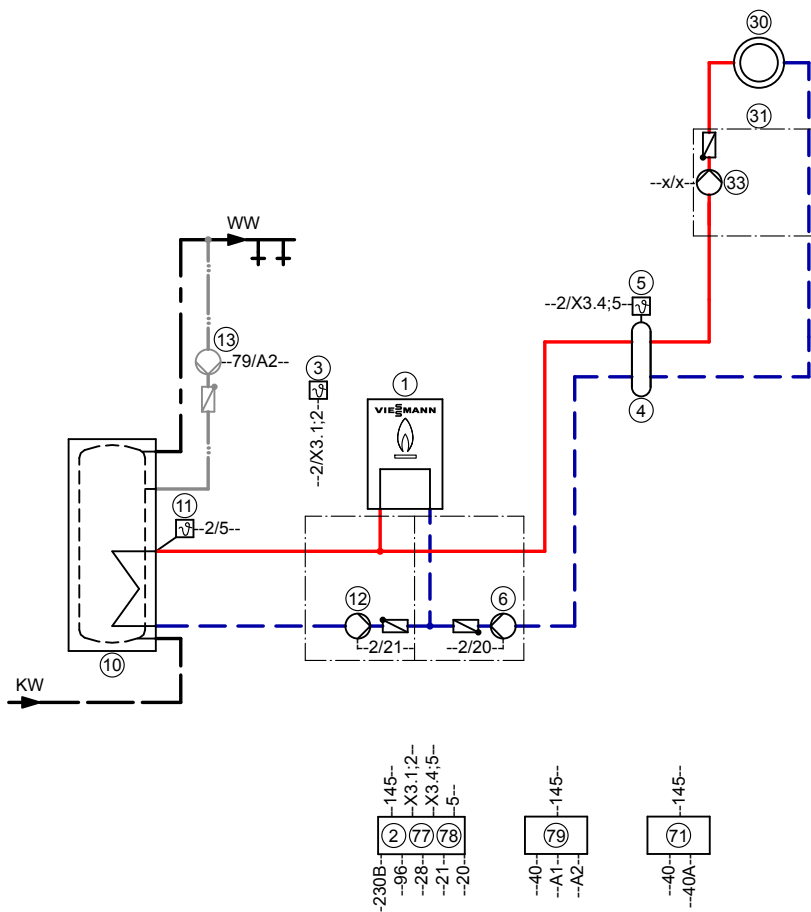 30
31
--x/x--
33
WW
5
--2/X3.4;5--
ϑ
13
--79/A2--
3
ϑ
--2/X3.1;2--
1
VIESMANN
4
11
ϑ
--2/5--
12
6
--2/21--
--2/20--
10
KW
--145--
X3.1;2--
X3.4;5--
5--
2
77
78
--230B--
--96--
--28--
--21--
--20--
--145--
79
--40--
--A1--
--A2--
--145--
71
--40--
--40A--